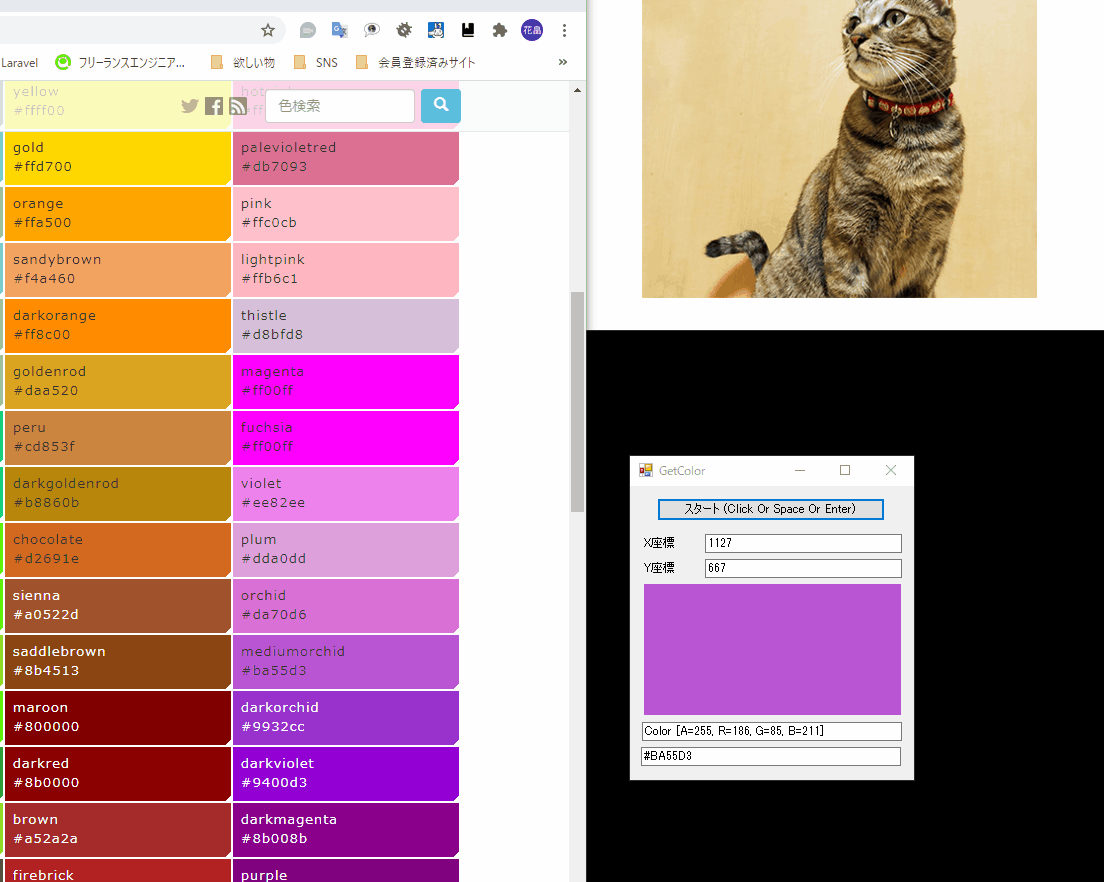 花畠
Laravel
フリーランスエンジニア...
欲しい物
SNS
会員登録済みサイト
»
色検索
yellow
#ffff00
gold
#ffd700
orange
#ffa500
sandybrown
#f4a460
darkorange
#ff8c00
goldenrod
#daa520
peru
#cd853f
darkgoldenrod
#b8860b
chocolate
#d2691e
sienna
#a0522d
saddlebrown
#8b4513
maroon
#800000
darkred
#8b0000
brown
#a52a2a
firebrick
palevioletred
#db7093
pink
#ffc0cb
lightpink
#ffb6c1
thistle
#d8bfd8
magenta
#ff00ff
fuchsia
#ff00ff
violet
#ee82ee
plum
#dda0dd
orchid
#da70d6
mediumorchid
#ba55d3
darkorchid
#9932cc
darkviolet
#9400d3
darkmagenta
#8b008b
purple
GetColor
スタート (Click Or Space Or Enter)
X座標
1127
Y座標
667
Color [A=255, R=186, G=85, B=211]
#BA55D3